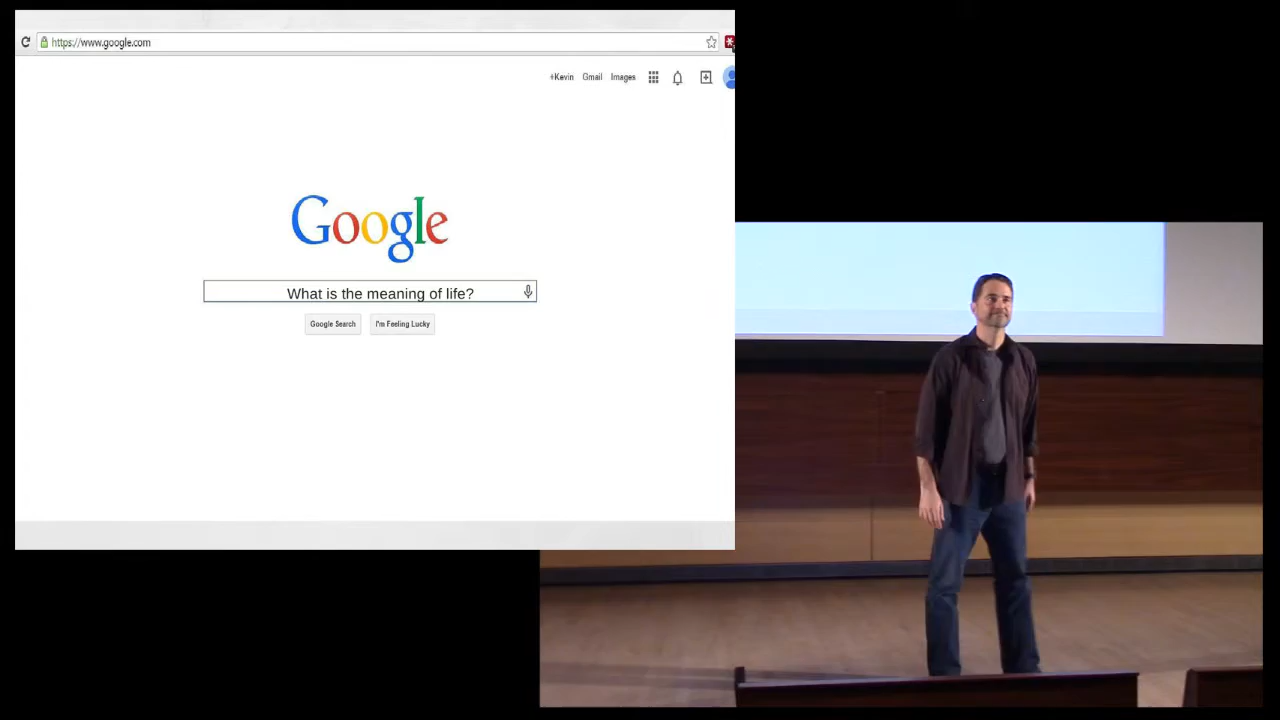 https://www.google.com
+Kevin Gmail Images
Google
What is the meaning of life?
Google Search I'm Feeling Lucky